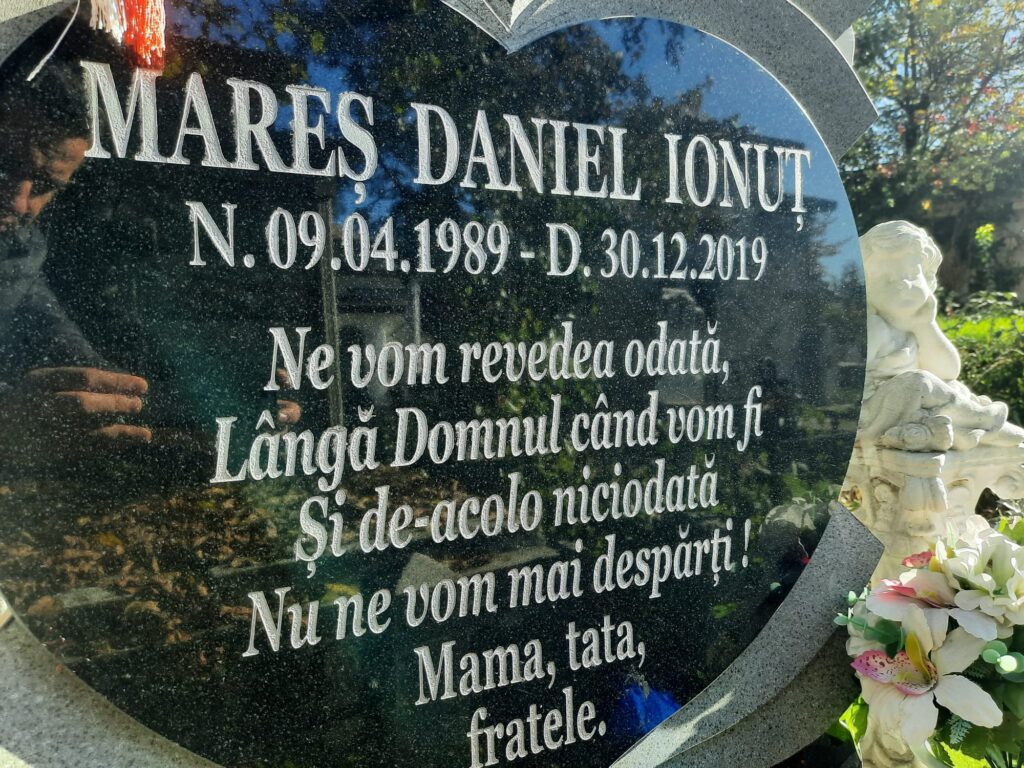 MAREȘ DANIEL IONUȚ
N. 09.04.1989 - D. 30.12.2019
Ne vom revedea odată,
Lângă Domnul când vom fi
Și de-acolo niciodată
Nu ne vom mai despărți !
Mama, tata,
fratele.